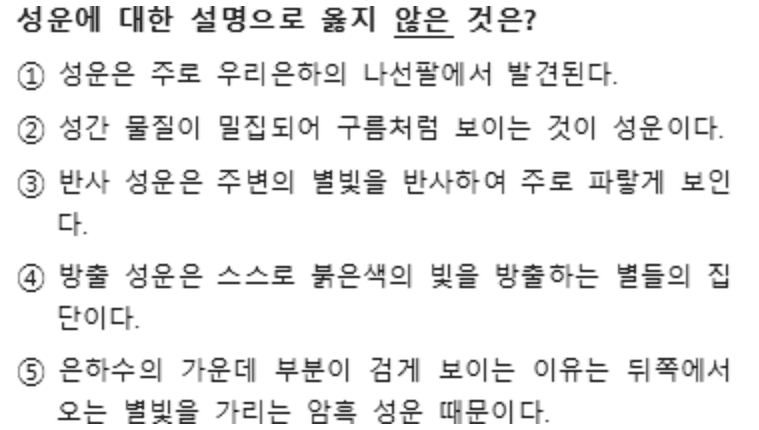 성운에 대한 설명으로 옳지 않은 것은?
① 성운은 주로 우리은하의 나선팔에서 발견된다.
② 성간 물질이 밀집되어 구름처럼 보이는 것이 성운이다.
③ 반사 성운은 주변의 별빛을 반사하여 주로 파랗게 보인
다.
④ 방출 성운은 스스로 붉은색의 빛을 방출하는 별들의 집
단이다.
⑤ 은하수의 가운데 부분이 검게 보이는 이유는 뒤쪽에서
오는 별빛을 가리는 암흑 성운 때문이다.